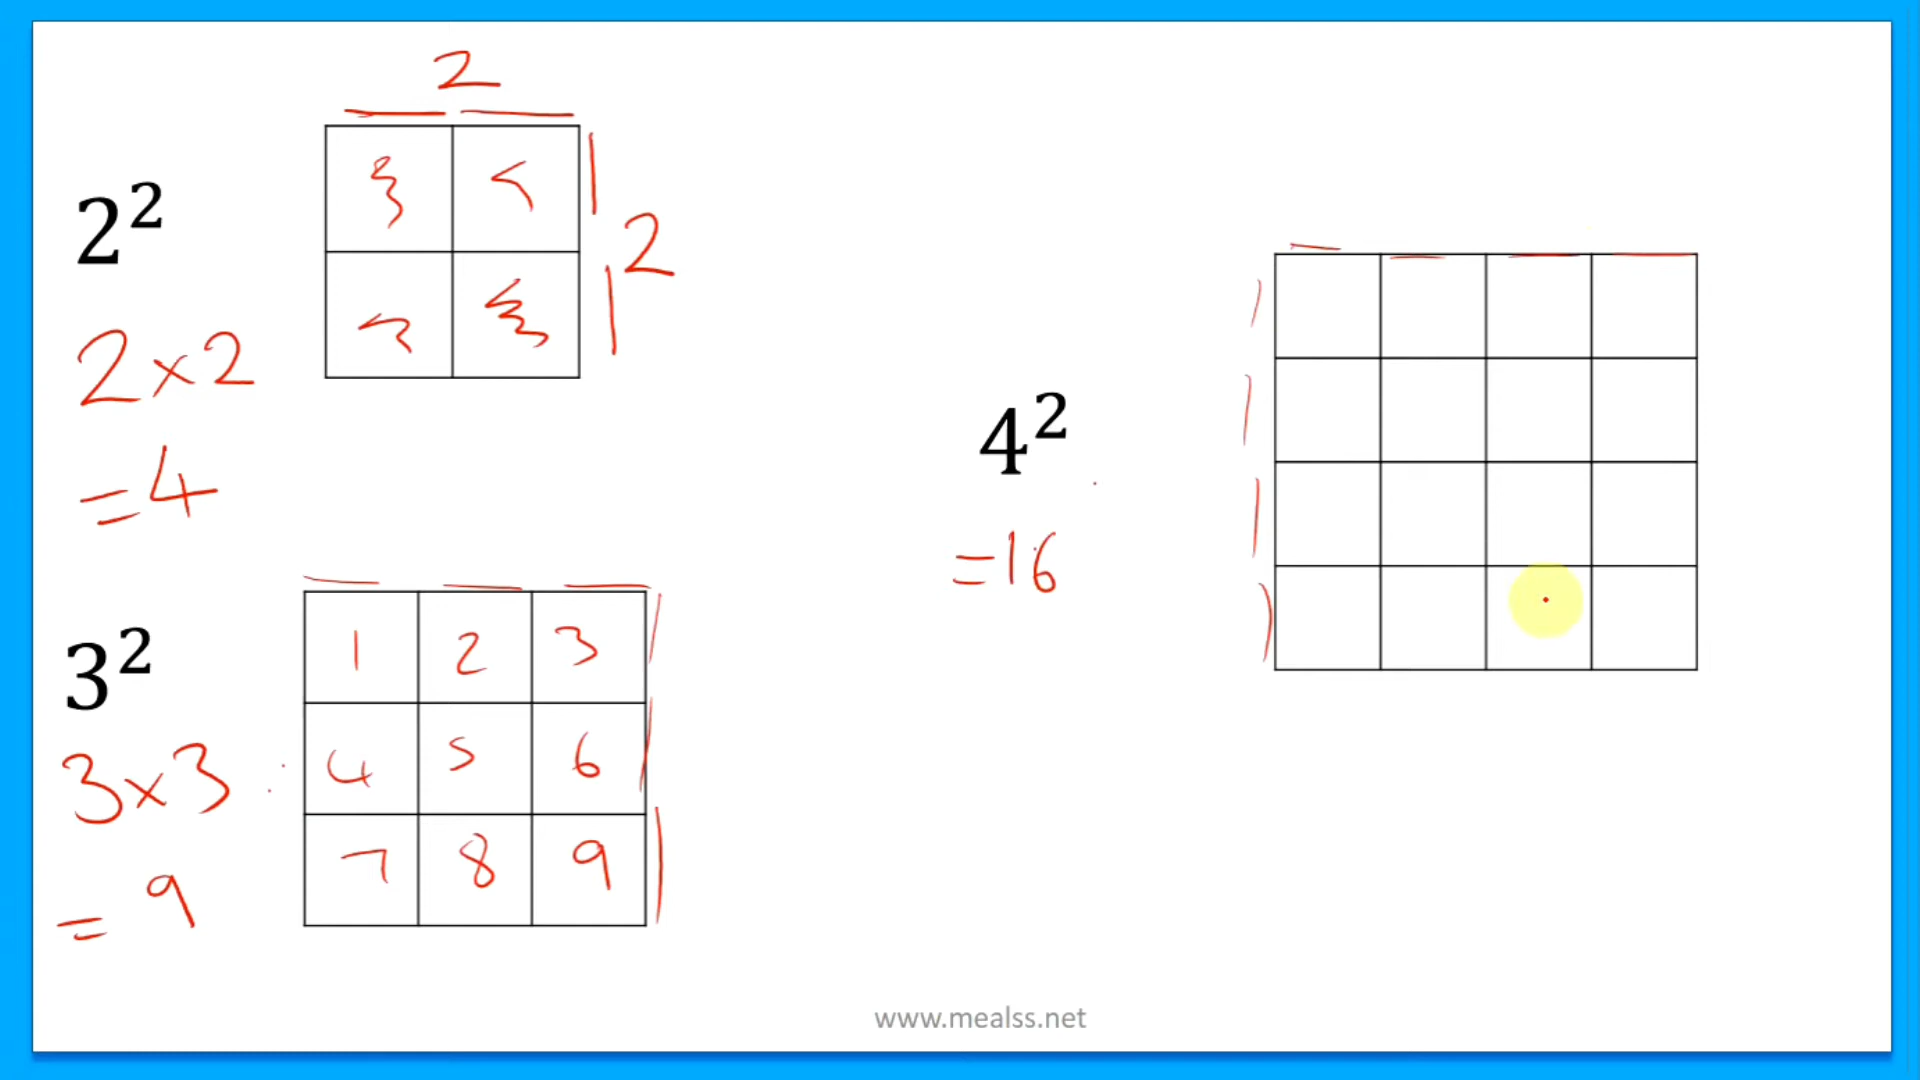 2
2²
2
2×2
=4
3²
1 2 3
3×3
4 5 6
7 8 9
= 9
4²
=16
www.mealss.net